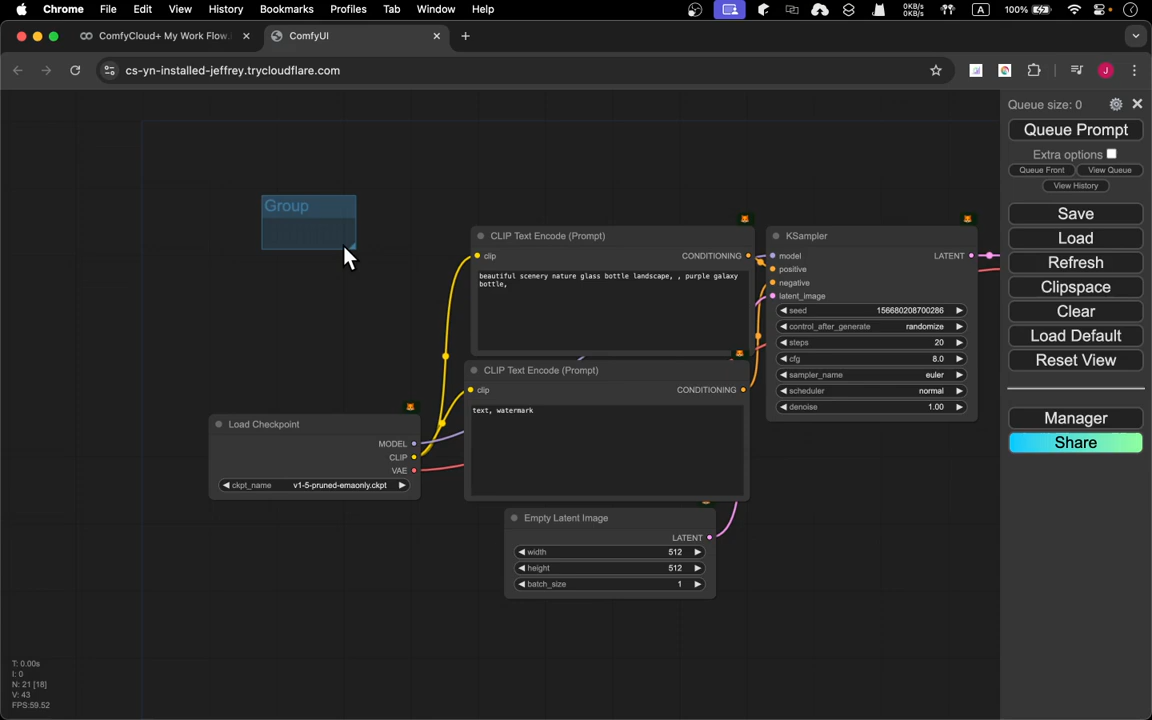 Chrome File Edit View History Bookmarks Profiles Tab Window Help 0KB/s 0KB/s A 100%
ComfyCloud+ My Work Flow. ComfyUI
cs-yn-installed-jeffrey.trycloudflare.com J
Queue size: 0
Queue Prompt
Extra options
Queue Front View Queue
View History
Save
Load
Refresh
Clipspace
Clear
Load Default
Reset View
Manager
Share
Group
CLIP Text Encode (Prompt)
clip CONDITIONING
beautiful scenery nature glass bottle landscape, , purple galaxy
bottle,
KSampler
model LATENT
positive
negative
latent_image
seed 156680208700286
control_after_generate randomize
steps 20
cfg 8.0
sampler_name euler
scheduler normal
denoise 1.00
CLIP Text Encode (Prompt)
clip CONDITIONING
text, watermark
Load Checkpoint
MODEL
CLIP
VAE
ckpt_name v1-5-pruned-emaonly.ckpt
Empty Latent Image
LATENT
width 512
height 512
batch_size 1
T: 0.00s
I: 0
N: 21 [18]
V: 43
FPS:59.52